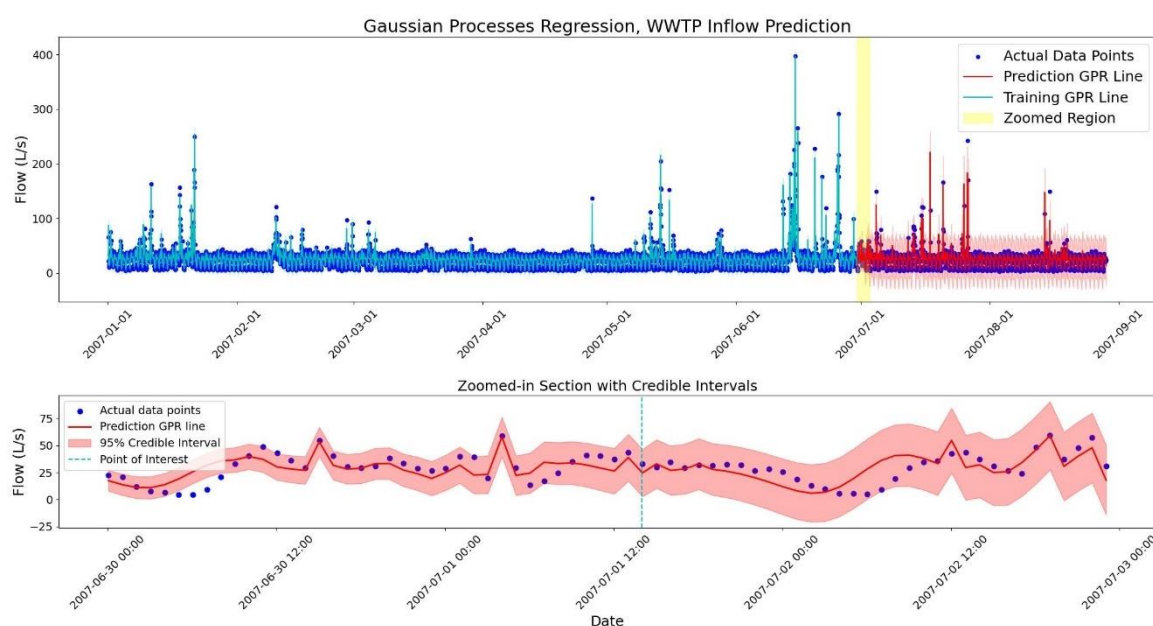 Gaussian Processes Regression, WWTP Inflow Prediction
Flow (L/s)
400
300
200
100
0
Actual Data Points
Prediction GPR Line
Training GPR Line
Zoomed Region
2007-01-01
2007-02-01
2007-03-01
2007-04-01
2007-05-01
2007-06-01
2007-07-01
2007-08-01
2007-09-01
Zoomed-in Section with Credible Intervals
Flow (L/s)
75
50
25
0
−25
Actual data points
Prediction GPR line
95% Credible Interval
Point of Interest
2007-06-30 00:00
2007-06-30 12:00
2007-07-01 00:00
2007-07-01 12:00
2007-07-02 00:00
2007-07-02 12:00
2007-07-03 00:00
Date